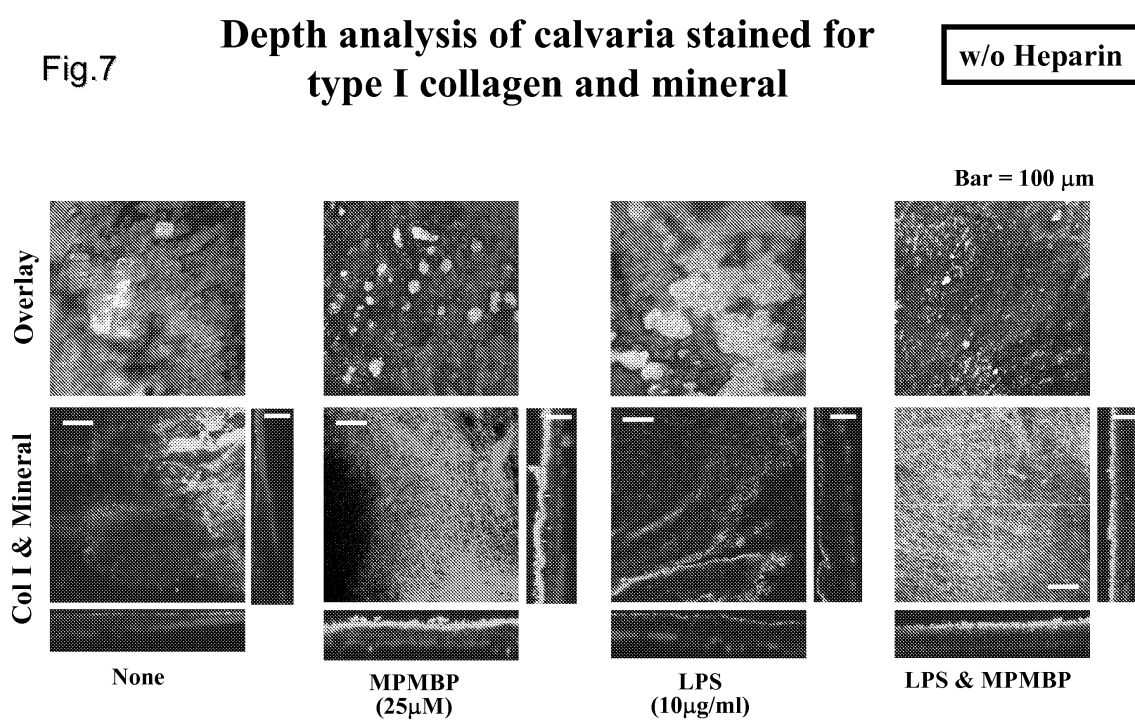 Fig.7
Depth analysis of calvaria stained for
type I collagen and mineral
w/o Heparin
Bar = 100 μm
Overlay
Col I & Mineral
None
MPMBP
(25μM)
LPS
(10μg/ml)
LPS & MPMBP